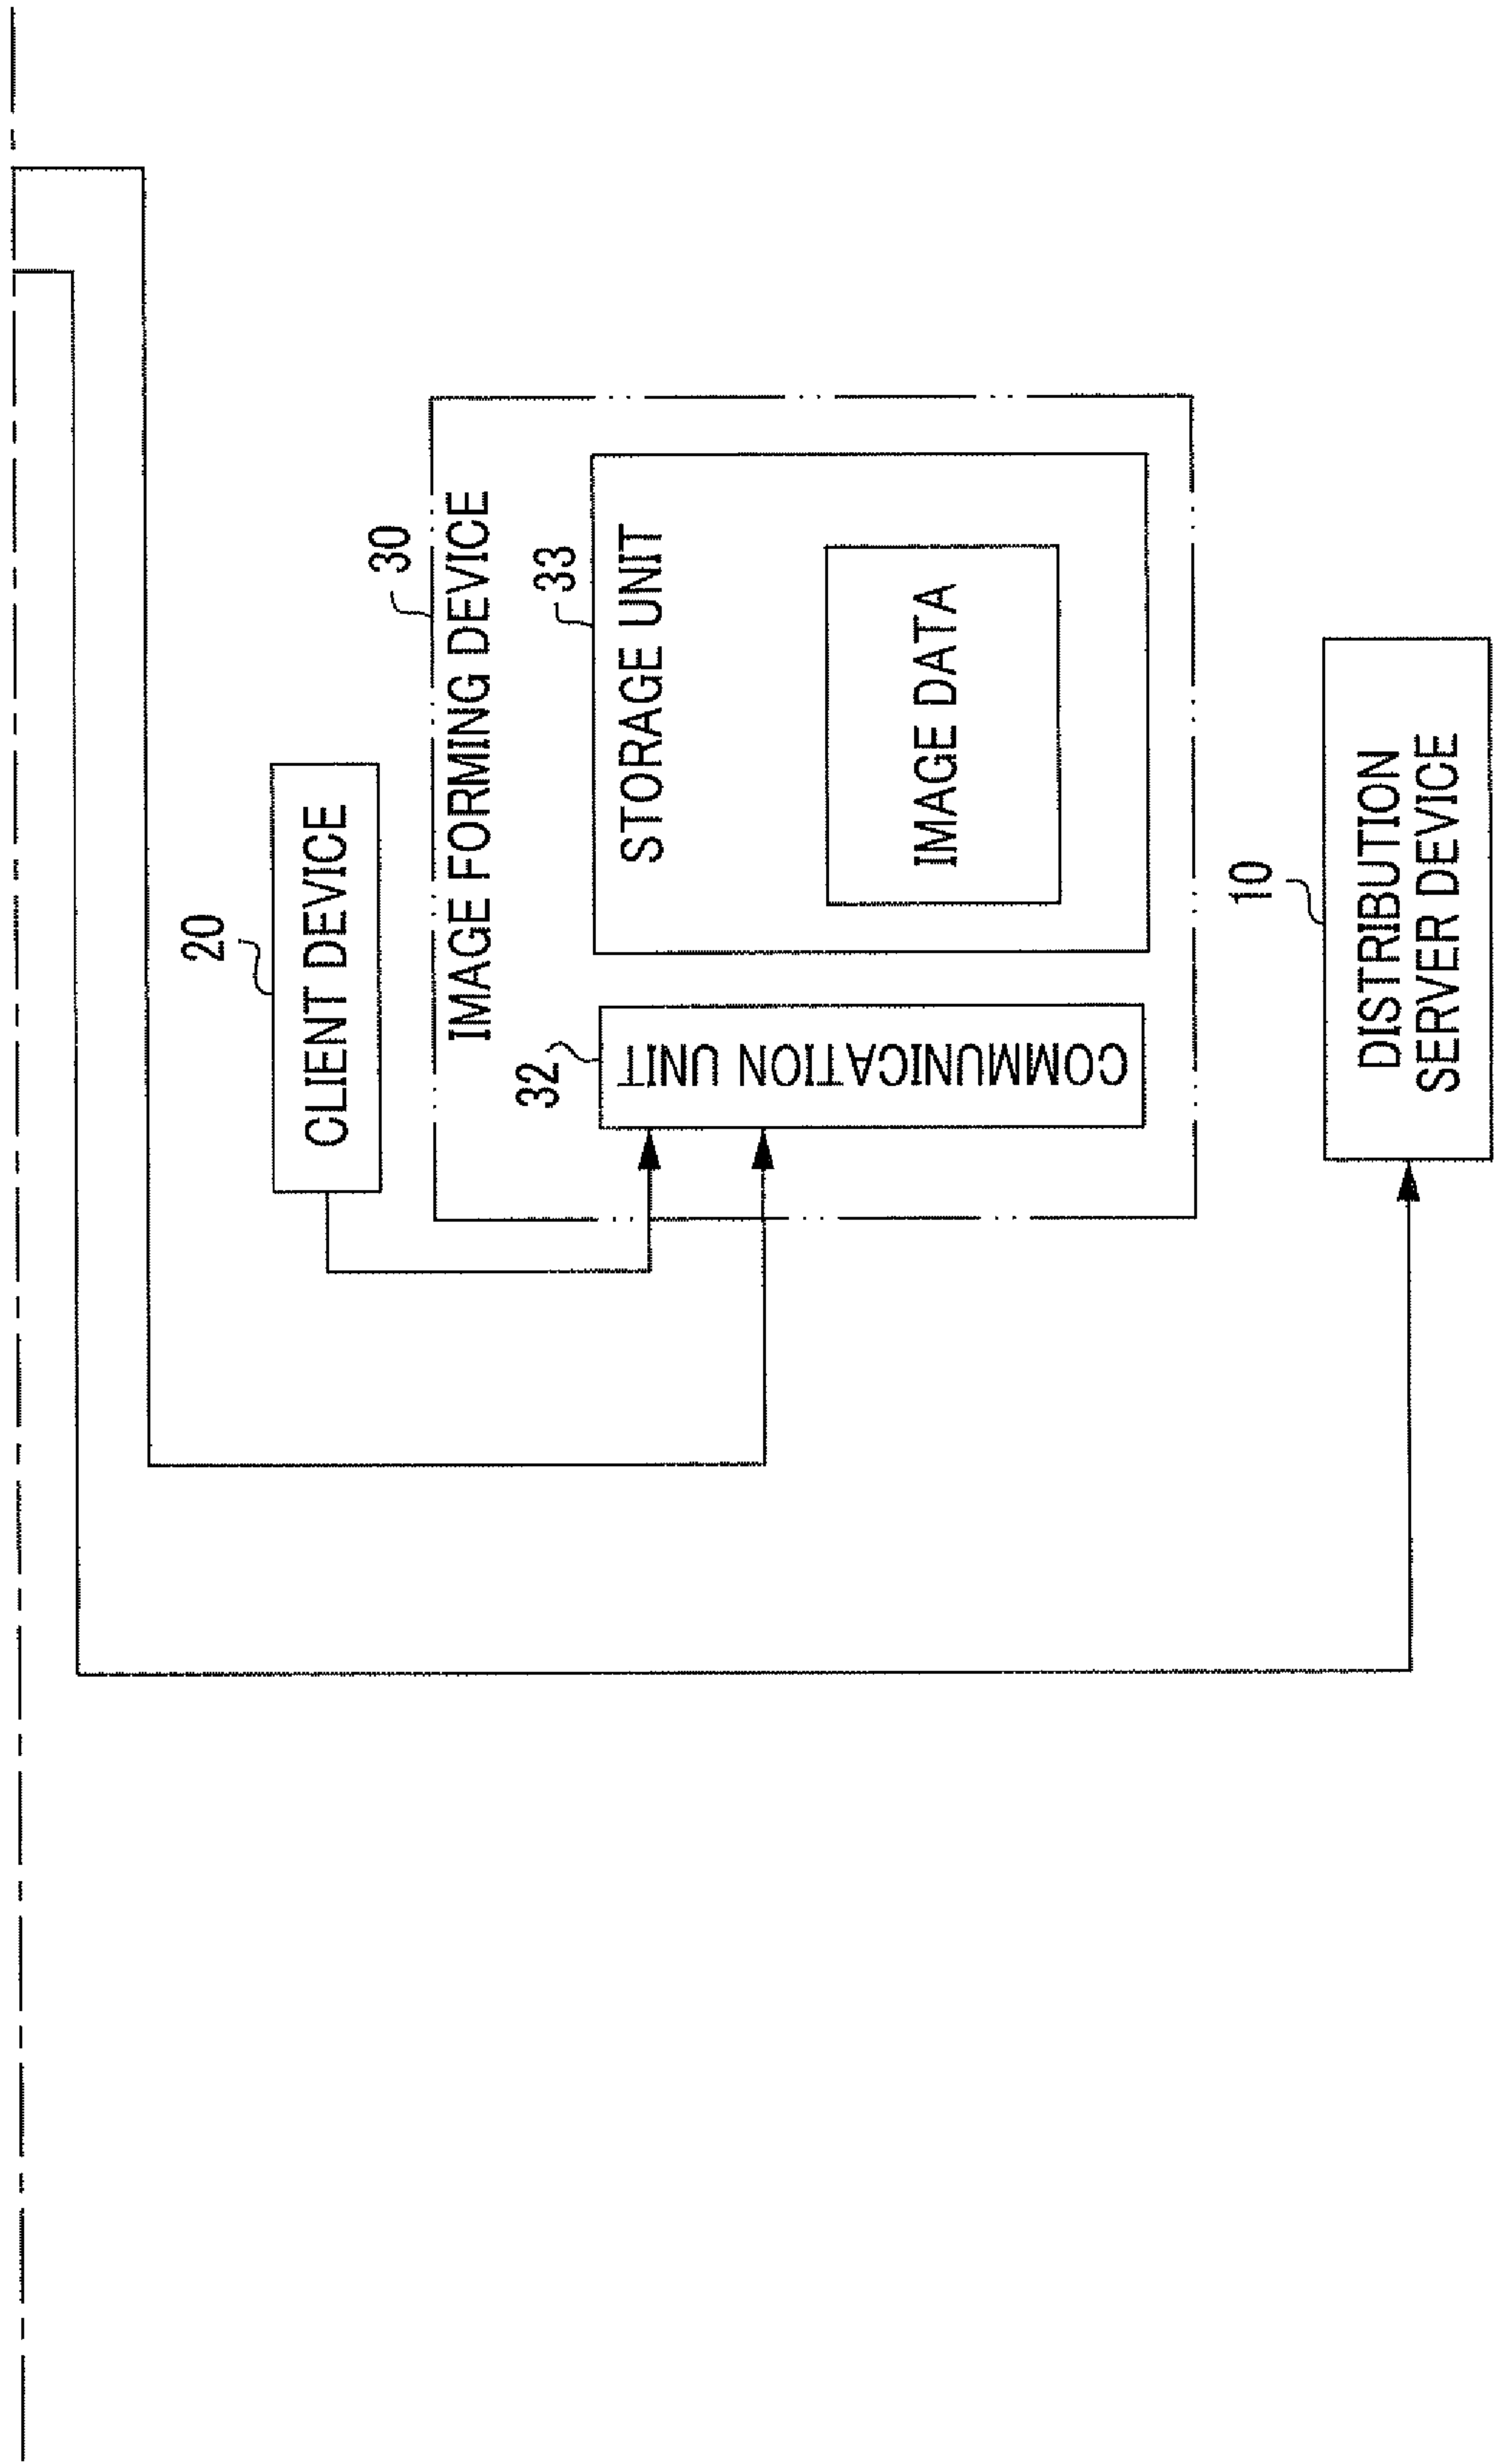 20
CLIENT DEVICE
30
IMAGE FORMING DEVICE
32
COMMUNICATION UNIT
33
STORAGE UNIT
IMAGE DATA
10
DISTRIBUTION
SERVER DEVICE